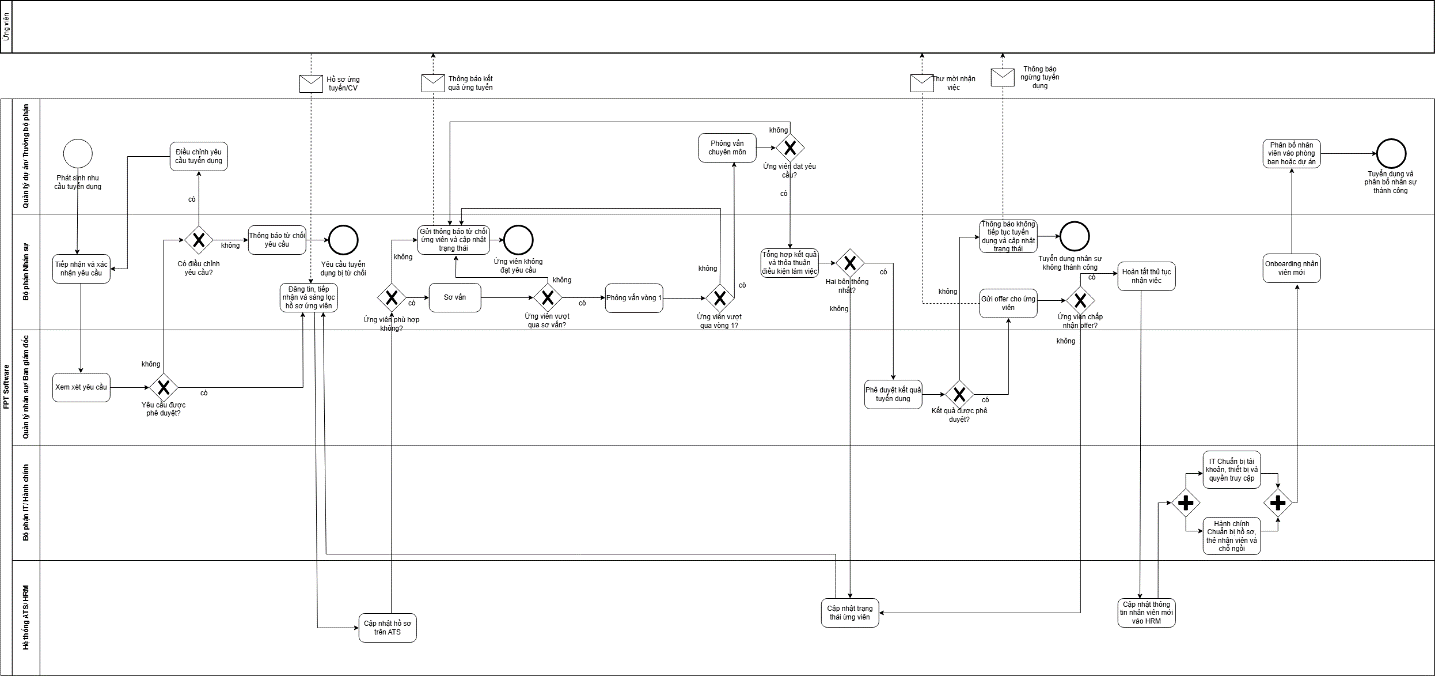 Ứng viên
Hồ sơ ứng
tuyển/CV
Thông báo kết
quả ứng tuyển
Thư mời nhận
việc
Thông báo
ngừng tuyển
dụng
FPT Software
Quản lý dự án/ Trưởng bộ phận
Phát sinh nhu
cầu tuyển dụng
Điều chỉnh yêu
cầu tuyển dụng
có
Phỏng vấn
chuyên môn
không
Ứng viên đạt yêu
cầu?
có
Phân bổ nhân
viên vào phòng
ban hoặc dự án
Tuyển dụng và
phân bổ nhân sự
thành công
Bộ phận Nhân sự
Tiếp nhận và xác
nhận yêu cầu
Có điều chỉnh
yêu cầu?
không
Thông báo từ chối
yêu cầu
Yêu cầu tuyển
dụng bị từ chối
Đăng tin, tiếp
nhận và sàng lọc
hồ sơ ứng viên
Gửi thông báo từ chối
ứng viên và cập nhật
trạng thái
Ứng viên không
đạt yêu cầu
không
Ứng viên phù hợp
không?
có
Sơ vấn
không
Ứng viên vượt
qua sơ vấn?
có
Phỏng vấn vòng 1
không
Ứng viên vượt
qua vòng 1?
có
Tổng hợp kết quả
và thỏa thuận
điều kiện làm việc
Hai bên thống
nhất?
có
không
Thông báo không
tiếp tục tuyển
dụng và cập nhật
trạng thái
Tuyển dụng nhân sự
không thành công
không
Gửi offer cho ứng
viên
có
Ứng viên chấp
nhận offer?
không
Hoàn tất thủ tục
nhận việc
Onboarding nhân
viên mới
Quản lý nhân sự/ Ban giám đốc
Xem xét yêu cầu
không
Yêu cầu được
phê duyệt?
có
Phê duyệt kết quả
tuyển dụng
Kết quả được phê
duyệt?
có
Bộ phận IT/ Hành chính
IT Chuẩn bị tài
khoản, thiết bị và
quyền truy cập
Hành chính
Chuẩn bị hồ sơ,
thẻ nhân viên và
chỗ ngồi
Hệ thống ATS/ HRM
Cập nhật hồ sơ
trên ATS
Cập nhật trạng
thái ứng viên
Cập nhật thông
tin nhân viên mới
vào HRM